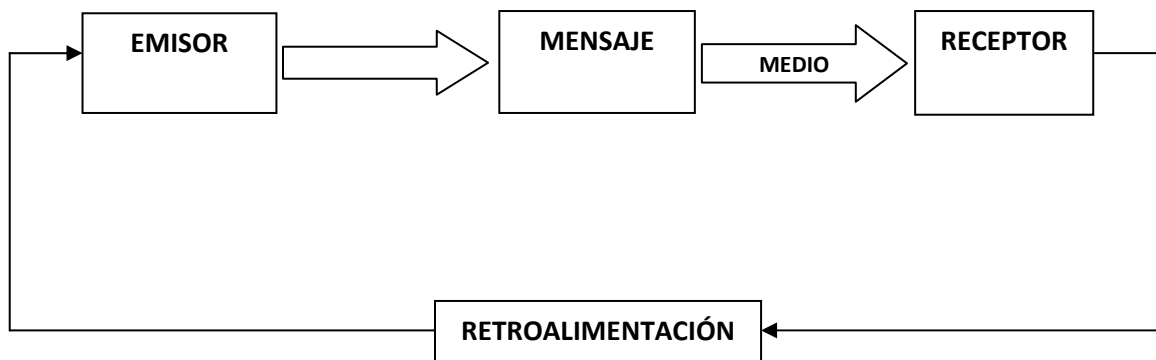 EMISOR
MENSAJE
MEDIO
RECEPTOR
RETROALIMENTACIÓN